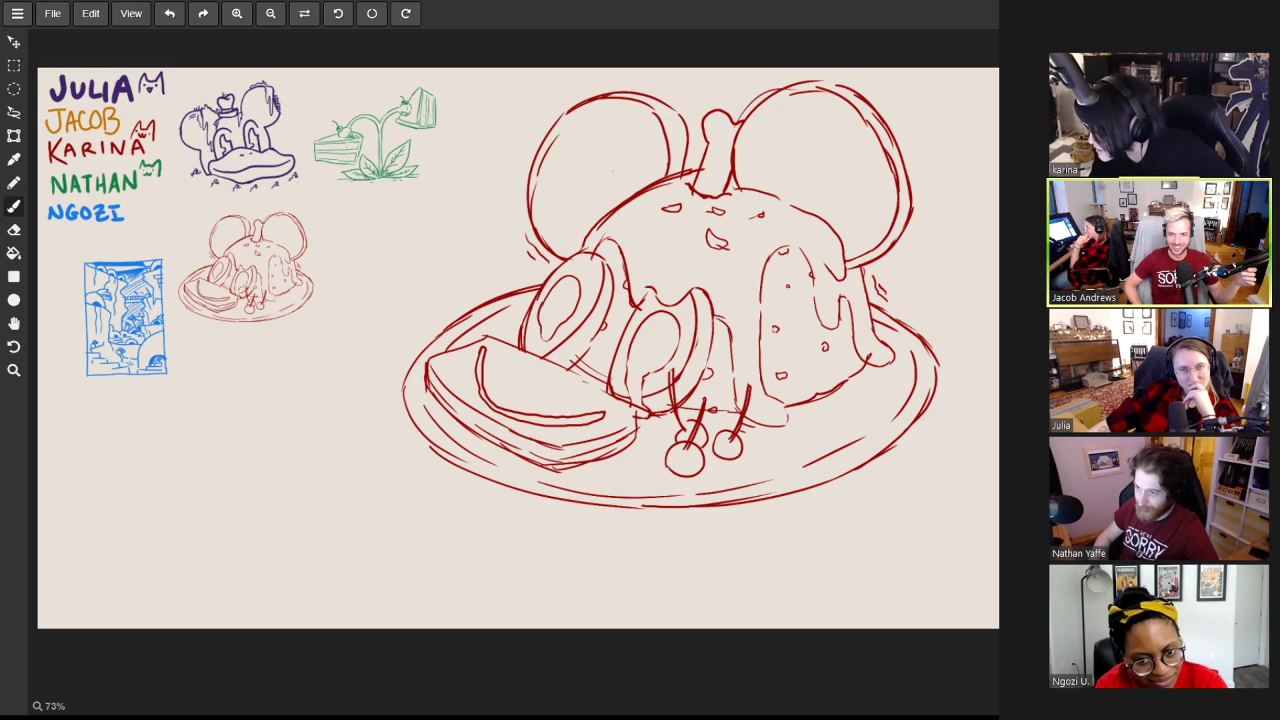 File Edit View
JULIA
JACOB
KARINA
NATHAN
NGOZI
karina
Jacob Andrews
Julia
SORRY
Nathan Yaffe
Ngozi U.
73%